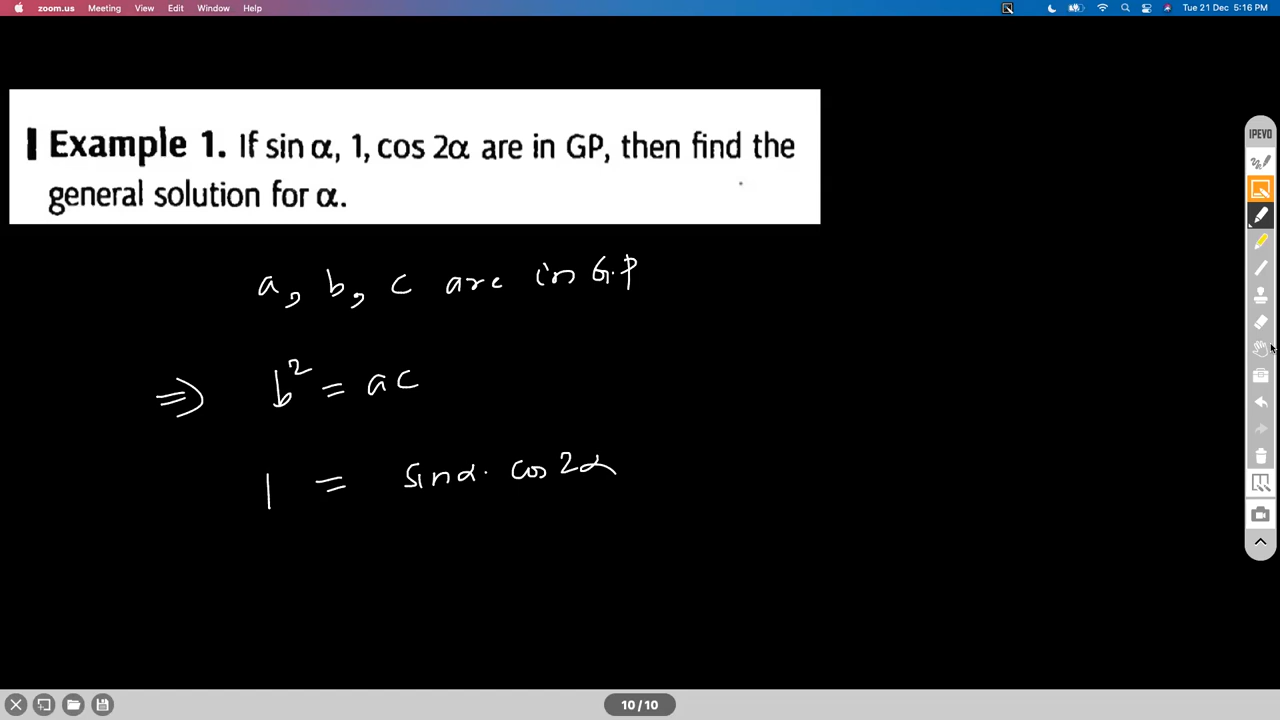 zoom.us Meeting View Edit Window Help Tue 21 Dec 5:16 PM
Example 1. If sin α, 1, cos 2α are in GP, then find the
general solution for α.
IPEVO
a, b, c are in G.P
⇒ b² = ac
1 = sinα. cos 2α
10 / 10